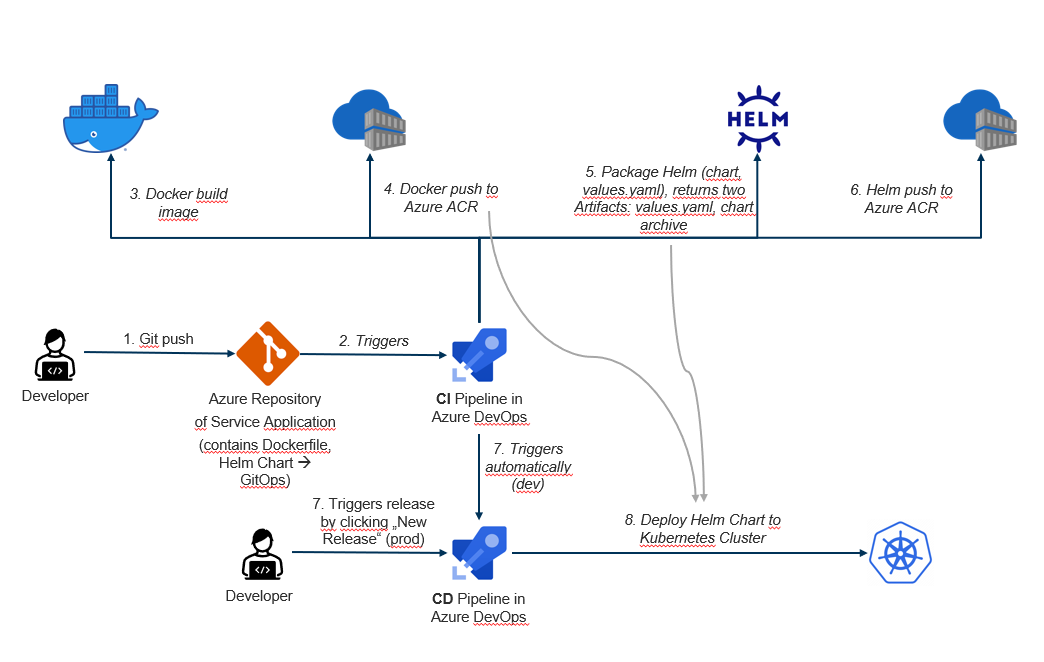 HELM
3. Docker build
image
4. Docker push to
Azure ACR
5. Package Helm (chart,
values.yaml), returns two
Artifacts: values.yaml, chart
archive
6. Helm push to
Azure ACR
1. Git push
2. Triggers
</>
Developer
Azure Repository
of Service Application
(contains Dockerfile,
Helm Chart →
GitOps)
CI Pipeline in
Azure DevOps
7. Triggers
automatically
(dev)
7. Triggers release
by clicking „New
Release“ (prod)
</>
Developer
CD Pipeline in
Azure DevOps
8. Deploy Helm Chart to
Kubernetes Cluster